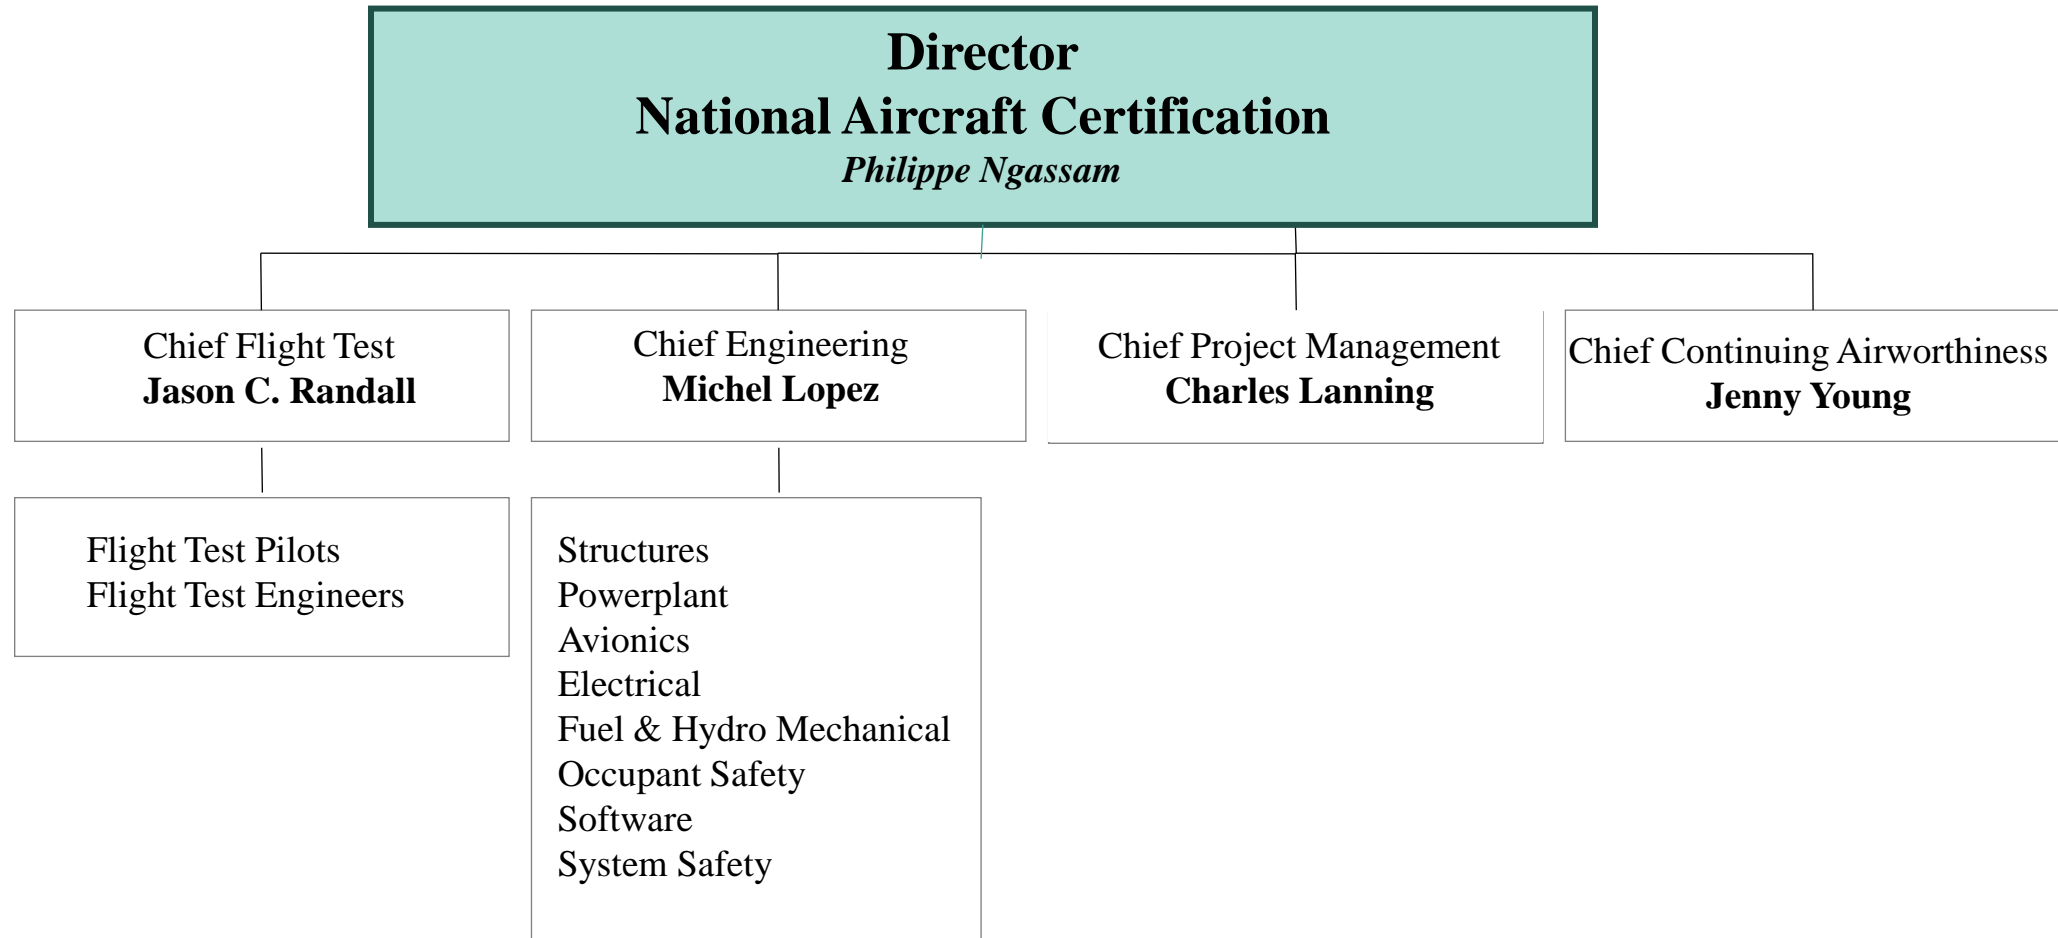 Director
National Aircraft Certification
Philippe Ngassam
Chief Flight Test
Jason C. Randall
Chief Engineering
Michel Lopez
Chief Project Management
Charles Lanning
Chief Continuing Airworthiness
Jenny Young
Flight Test Pilots
Flight Test Engineers
Structures
Powerplant
Avionics
Electrical
Fuel & Hydro Mechanical
Occupant Safety
Software
System Safety